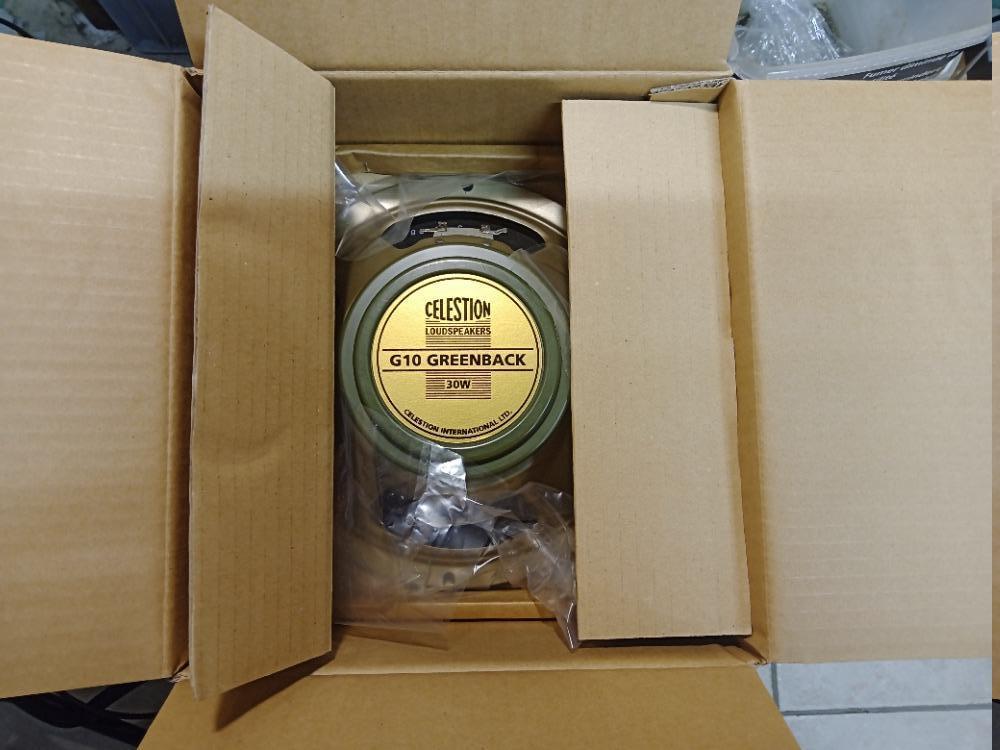 CELESTION
LOUDSPEAKERS
G10 GREENBACK
30W
CELESTION INTERNATIONAL LTD.